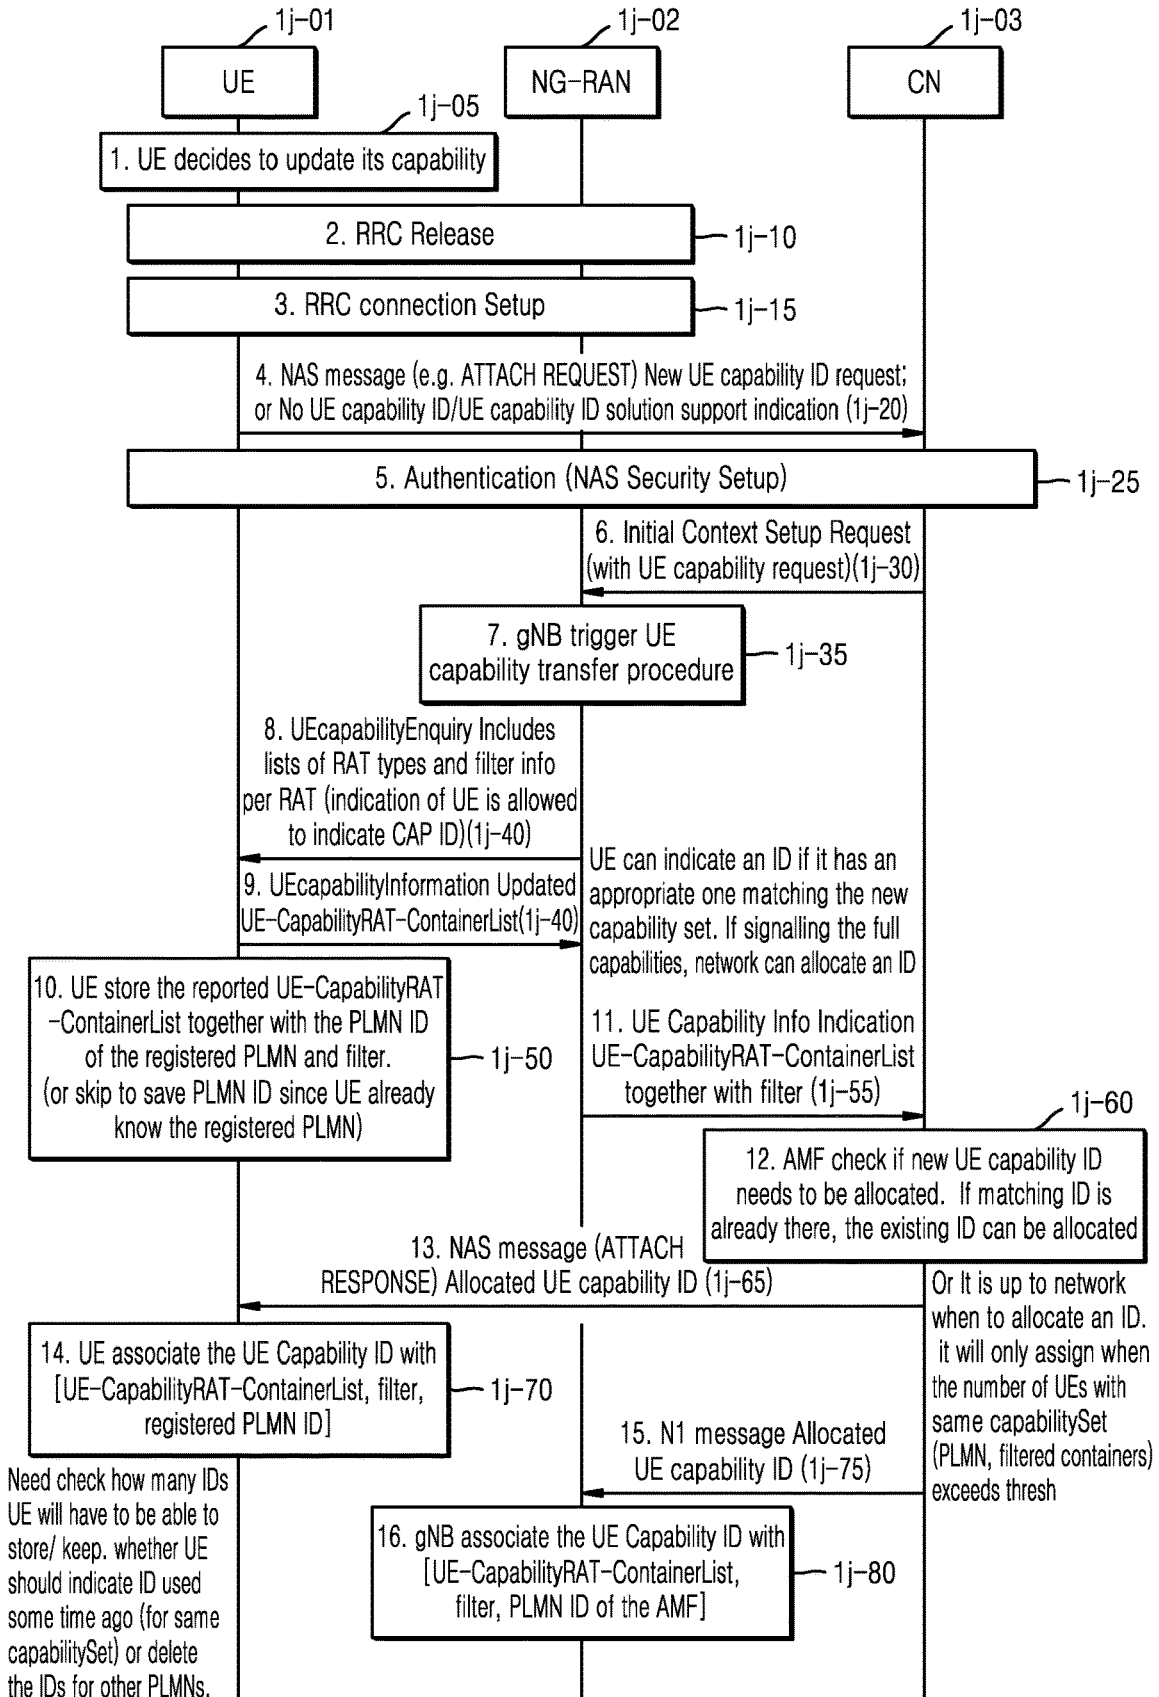 1j-01
1j-02
1j-03
UE
NG-RAN
CN
1j-05
1. UE decides to update its capability
2. RRC Release
1j-10
3. RRC connection Setup
1j-15
4. NAS message (e.g. ATTACH REQUEST) New UE capability ID request;
or No UE capability ID/UE capability ID solution support indication (1j-20)
5. Authentication (NAS Security Setup)
1j-25
6. Initial Context Setup Request
(with UE capability request)(1j-30)
7. gNB trigger UE
capability transfer procedure
1j-35
8. UEcapabilityEnquiry Includes
lists of RAT types and filter info
per RAT (indication of UE is allowed
to indicate CAP ID)(1j-40)
9. UEcapabilityInformation Updated
UE-CapabilityRAT-ContainerList(1j-40)
UE can indicate an ID if it has an
appropriate one matching the new
capability set. If signalling the full
capabilities, network can allocate an ID
10. UE store the reported UE-CapabilityRAT
-ContainerList together with the PLMN ID
of the registered PLMN and filter.
(or skip to save PLMN ID since UE already
know the registered PLMN)
1j-50
11. UE Capability Info Indication
UE-CapabilityRAT-ContainerList
together with filter (1j-55)
1j-60
12. AMF check if new UE capability ID
needs to be allocated. If matching ID is
already there, the existing ID can be allocated
13. NAS message (ATTACH
RESPONSE) Allocated UE capability ID (1j-65)
Or It is up to network
when to allocate an ID.
it will only assign when
the number of UEs with
same capabilitySet
(PLMN, filtered containers)
exceeds thresh
14. UE associate the UE Capability ID with
[UE-CapabilityRAT-ContainerList, filter,
registered PLMN ID]
1j-70
15. N1 message Allocated
UE capability ID (1j-75)
Need check how many IDs
UE will have to be able to
store/ keep. whether UE
should indicate ID used
some time ago (for same
capabilitySet) or delete
the IDs for other PLMNs.
16. gNB associate the UE Capability ID with
[UE-CapabilityRAT-ContainerList,
filter, PLMN ID of the AMF]
1j-80